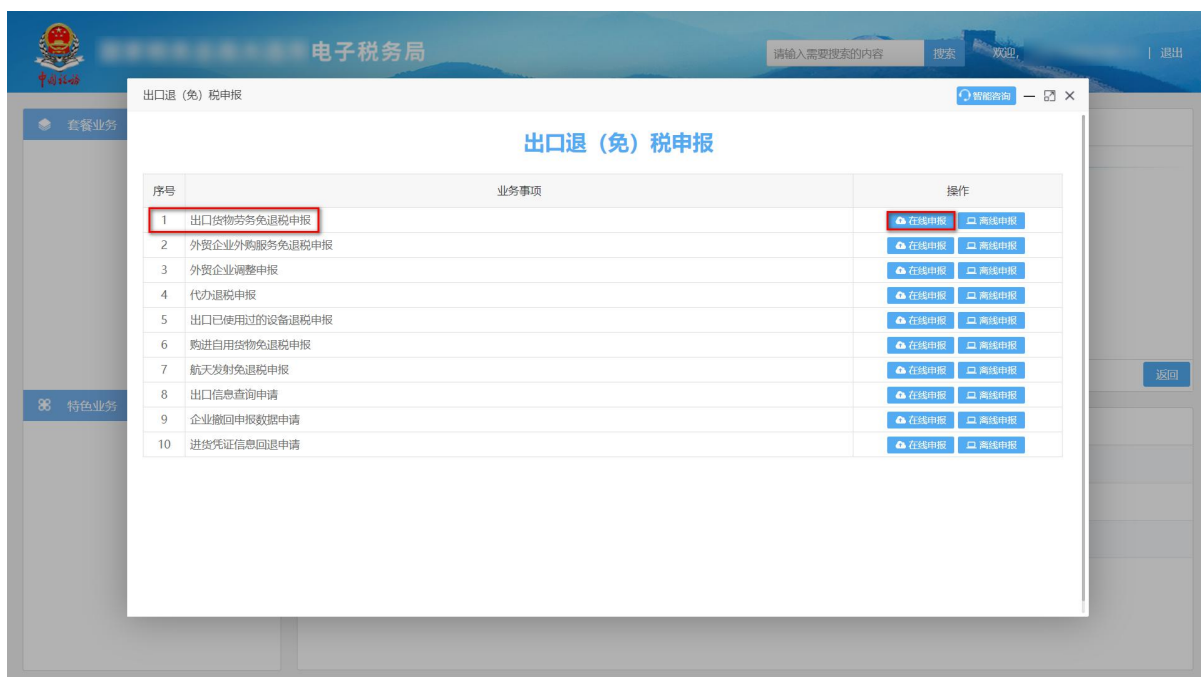 电子税务局
请输入需要搜索的内容 搜索 欢迎, | 退出
中国税务
出口退（免）税申报 智能咨询
套餐业务
出口退（免）税申报
序号 业务事项 操作
1 出口货物劳务免退税申报 在线申报 离线申报
2 外贸企业外购服务免退税申报 在线申报 离线申报
3 外贸企业调整申报 在线申报 离线申报
4 代办退税申报 在线申报 离线申报
5 出口已使用过的设备退税申报 在线申报 离线申报
6 购进自用货物免退税申报 在线申报 离线申报
7 航天发射免退税申报 在线申报 离线申报
返回
8 出口信息查询申请 在线申报 离线申报
特色业务
9 企业撤回申报数据申请 在线申报 离线申报
10 进货凭证信息回退申请 在线申报 离线申报